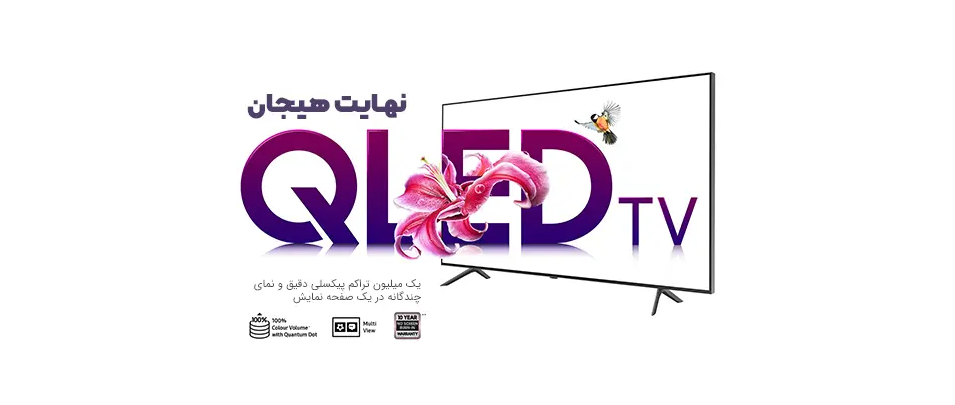 نهایت هیجان
QLED TV
یک میلیون تراکم پیکسلی دقیق و نمای
چندگانه در یک صفحه نمایش
100%
100%
Colour Volume
with Quantum Dot
Multi
View
10 YEAR
NO SCREEN
BURN-IN
WARRANTY